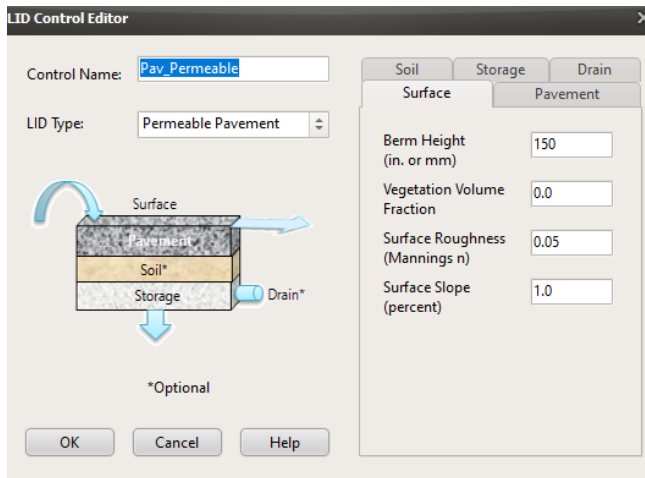 LID Control Editor
Control Name: Pav_Permeable
LID Type: Permeable Pavement
Surface
Pavement
Soil*
Storage
Drain*
*Optional
OK Cancel Help
Soil Storage Drain
Surface Pavement
Berm Height
(in. or mm)
150
Vegetation Volume
Fraction
0.0
Surface Roughness
(Mannings n)
0.05
Surface Slope
(percent)
1.0